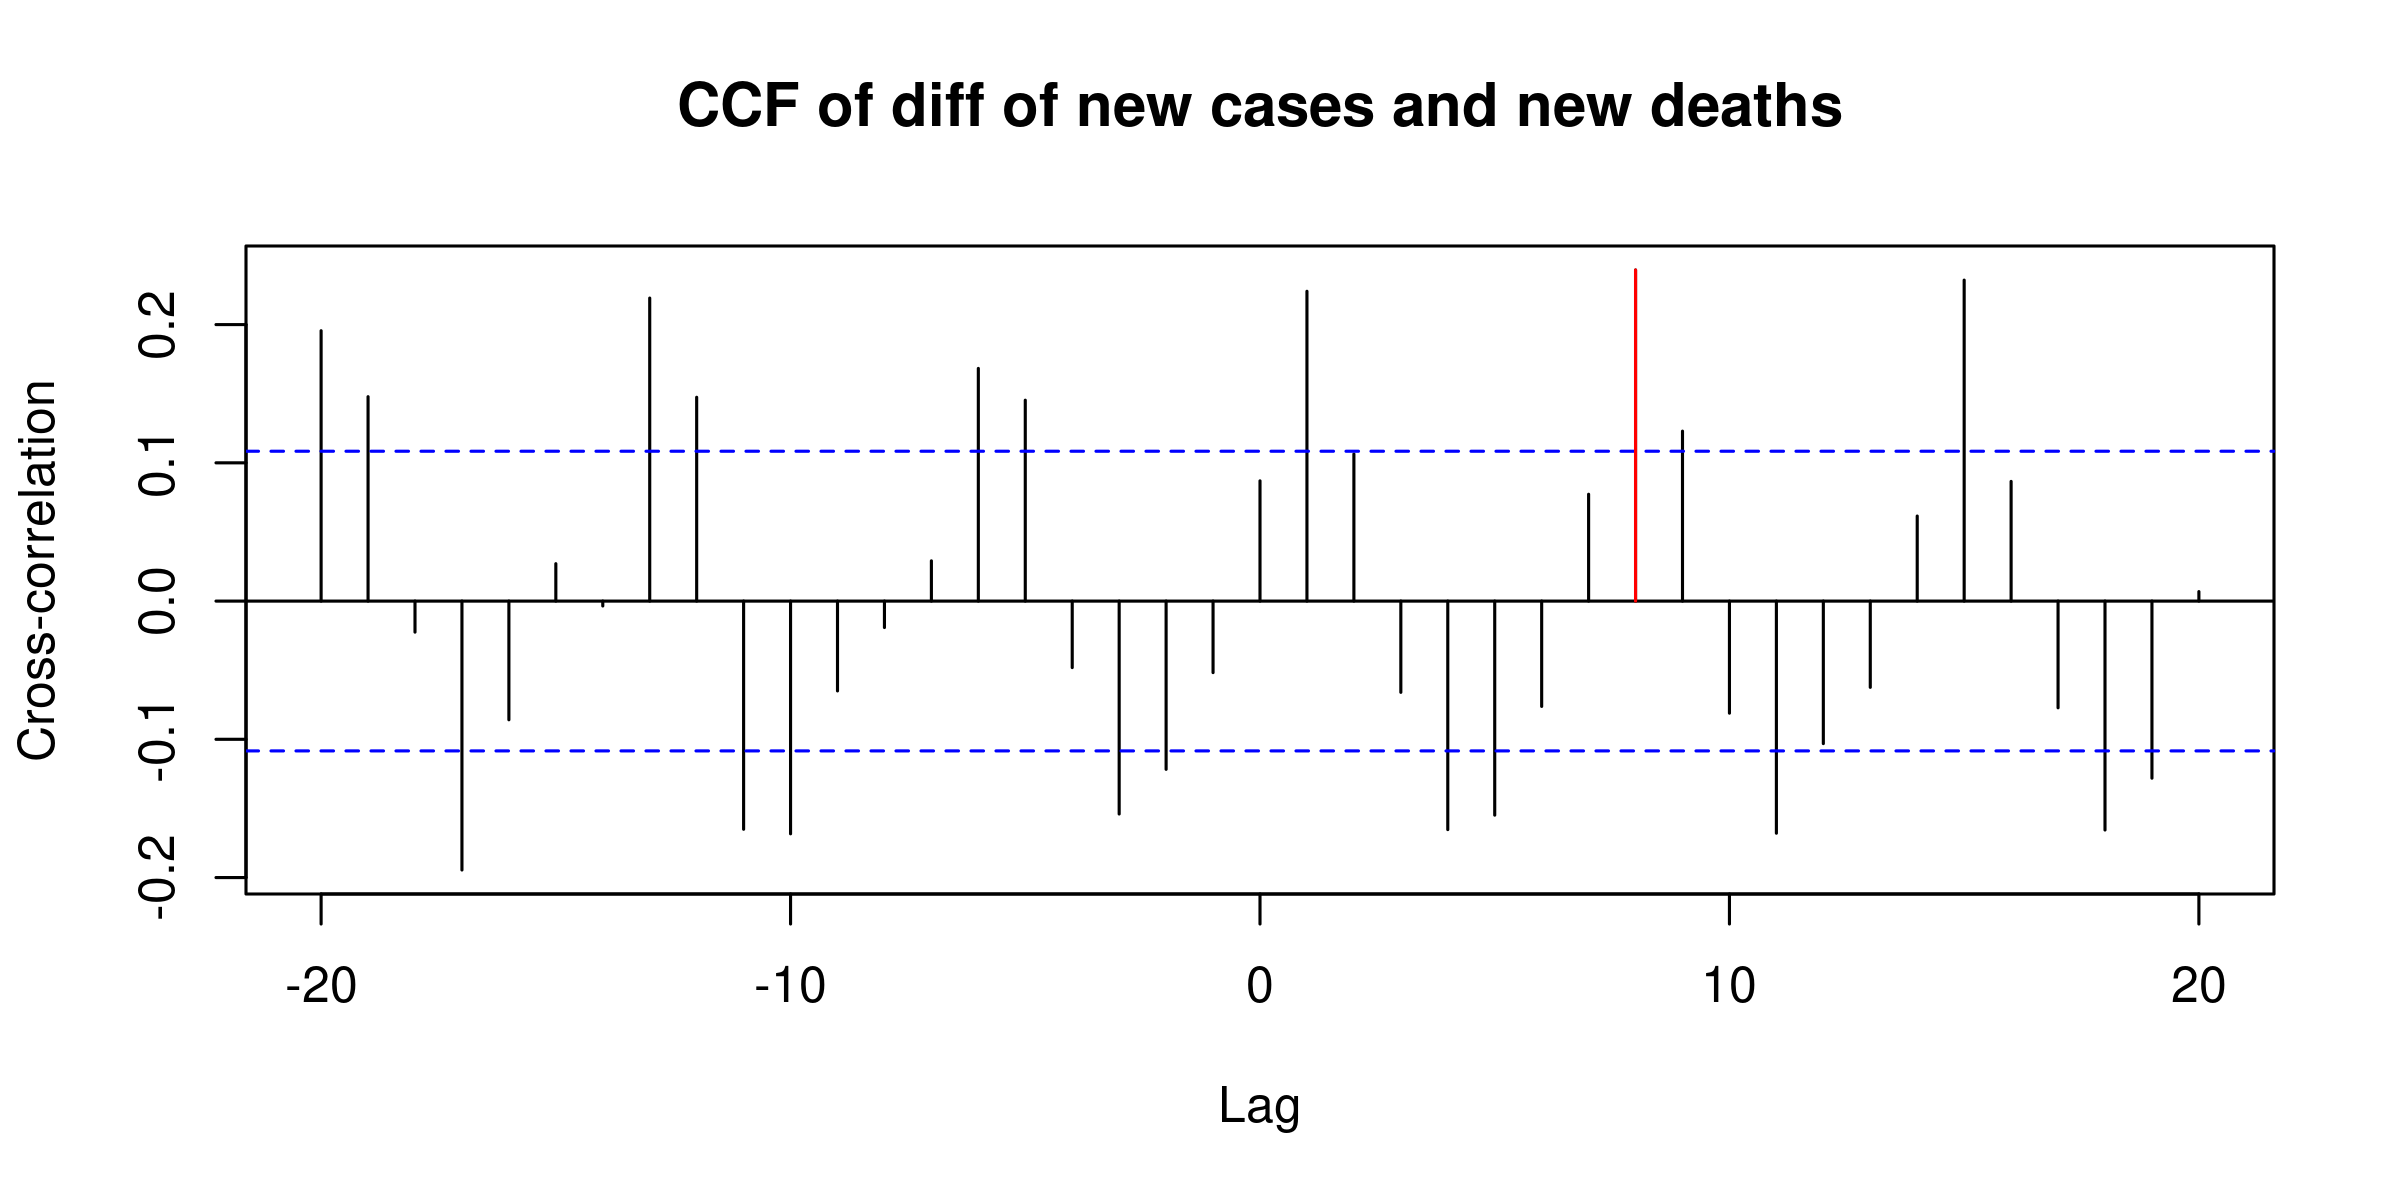 CCF of diff of new cases and new deaths
Cross-correlation
0.2
0.1
0.0
-0.1
-0.2
-20 -10 0 10 20
Lag